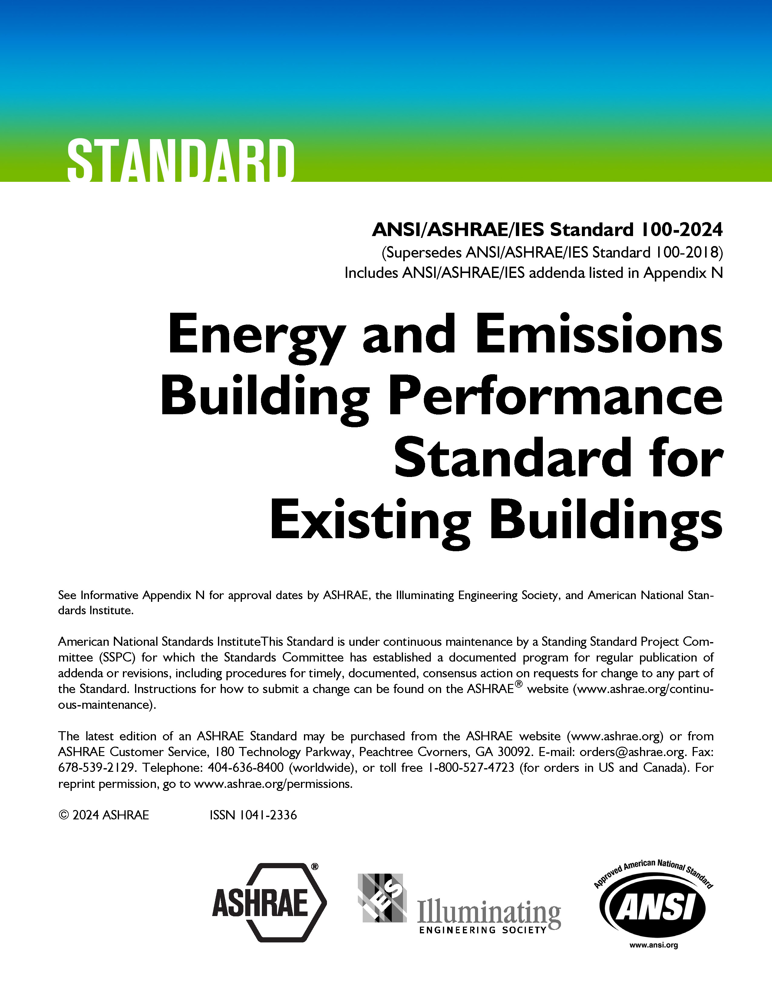 STANDARD
ANSI/ASHRAE/IES Standard 100-2024
(Supersedes ANSI/ASHRAE/IES Standard 100-2018)
Includes ANSI/ASHRAE/IES addenda listed in Appendix N
Energy and Emissions
Building Performance
Standard for
Existing Buildings
See Informative Appendix N for approval dates by ASHRAE, the Illuminating Engineering Society, and American National Stan-
dards Institute.
American National Standards InstituteThis Standard is under continuous maintenance by a Standing Standard Project Com-
mittee (SSPC) for which the Standards Committee has established a documented program for regular publication of
addenda or revisions, including procedures for timely, documented, consensus action on requests for change to any part of
the Standard. Instructions for how to submit a change can be found on the ASHRAE® website (www.ashrae.org/continu-
ous-maintenance).
The latest edition of an ASHRAE Standard may be purchased from the ASHRAE website (www.ashrae.org) or from
ASHRAE Customer Service, 180 Technology Parkway, Peachtree Cvorners, GA 30092. E-mail: orders@ashrae.org. Fax:
678-539-2129. Telephone: 404-636-8400 (worldwide), or toll free 1-800-527-4723 (for orders in US and Canada). For
reprint permission, go to www.ashrae.org/permissions.
© 2024 ASHRAE ISSN 1041-2336
ASHRAE®
IES
Illuminating
ENGINEERING SOCIETY
Approved American National Standard
ANSI
www.ansi.org